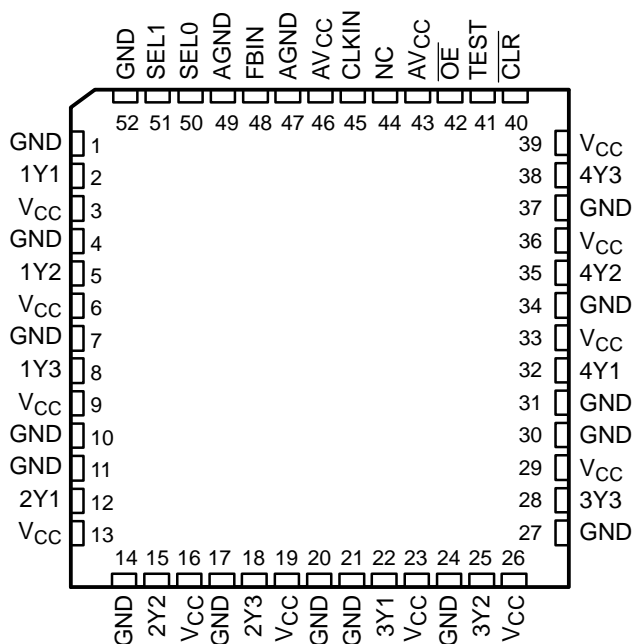 GND SEL1 SEL0 AGND FBIN AGND AVCC CLKIN NC AVCC O̅E̅ TEST C̅L̅R̅
52 51 50 49 48 47 46 45 44 43 42 41 40
GND 1 39 VCC
1Y1 2 38 4Y3
VCC 3 37 GND
GND 4 36 VCC
1Y2 5 35 4Y2
VCC 6 34 GND
GND 7 33 VCC
1Y3 8 32 4Y1
VCC 9 31 GND
GND 10 30 GND
GND 11 29 VCC
2Y1 12 28 3Y3
VCC 13 27 GND
14 15 16 17 18 19 20 21 22 23 24 25 26
GND 2Y2 VCC GND 2Y3 VCC GND GND 3Y1 VCC GND 3Y2 VCC